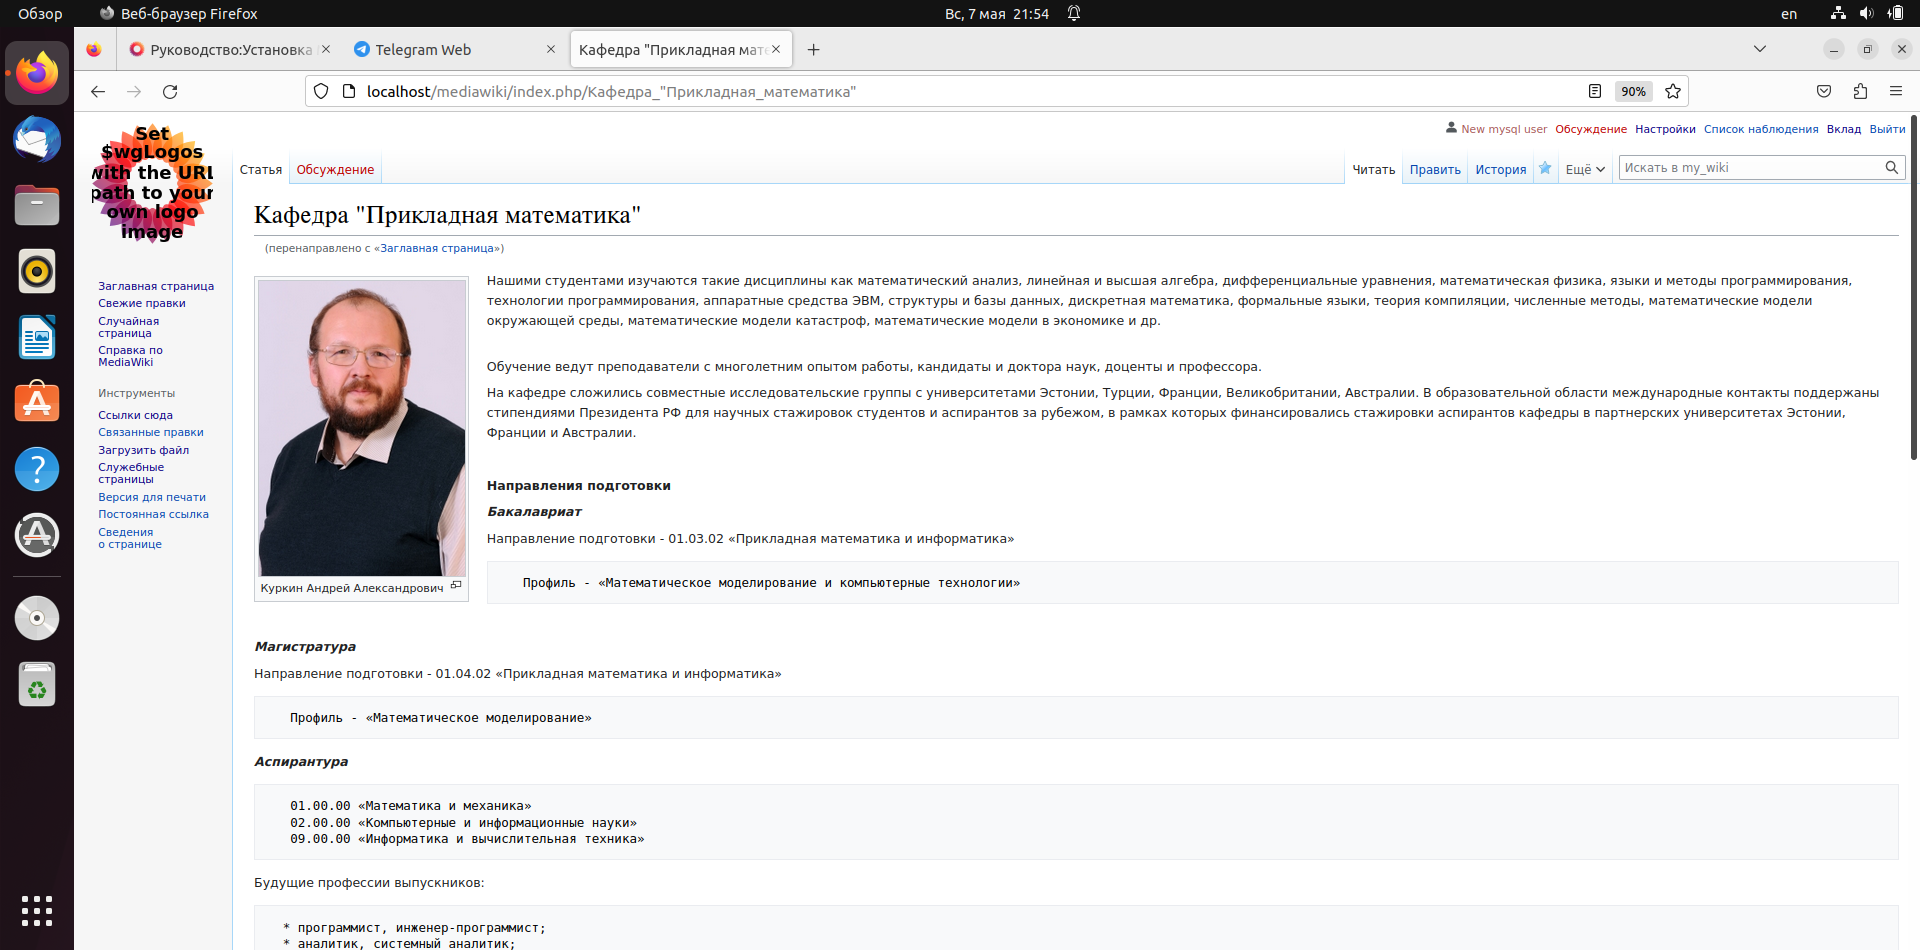 Обзор
Веб-браузер Firefox
Вс, 7 мая 21:54
en
Руководство:Установка
Telegram Web
Кафедра "Прикладная мате
localhost/mediawiki/index.php/Кафедра_"Прикладная_математика"
90%
Set
$wgLogos
with the URL
path to your
own logo
image
New mysql user Обсуждение Настройки Список наблюдения Вклад Выйти
Статья Обсуждение
Читать Править История Ещё
Искать в my_wiki
Кафедра "Прикладная математика"
(перенаправлено с «Заглавная страница»)
Заглавная страница
Свежие правки
Случайная
страница
Справка по
MediaWiki
Инструменты
Ссылки сюда
Связанные правки
Загрузить файл
Служебные
страницы
Версия для печати
Постоянная ссылка
Сведения
о странице
Куркин Андрей Александрович
Нашими студентами изучаются такие дисциплины как математический анализ, линейная и высшая алгебра, дифференциальные уравнения, математическая физика, языки и методы программирования,
технологии программирования, аппаратные средства ЭВМ, структуры и базы данных, дискретная математика, формальные языки, теория компиляции, численные методы, математические модели
окружающей среды, математические модели катастроф, математические модели в экономике и др.
Обучение ведут преподаватели с многолетним опытом работы, кандидаты и доктора наук, доценты и профессора.
На кафедре сложились совместные исследовательские группы с университетами Эстонии, Турции, Франции, Великобритании, Австралии. В образовательной области международные контакты поддержаны
стипендиями Президента РФ для научных стажировок студентов и аспирантов за рубежом, в рамках которых финансировались стажировки аспирантов кафедры в партнерских университетах Эстонии,
Франции и Австралии.
Направления подготовки
Бакалавриат
Направление подготовки - 01.03.02 «Прикладная математика и информатика»
Профиль - «Математическое моделирование и компьютерные технологии»
Магистратура
Направление подготовки - 01.04.02 «Прикладная математика и информатика»
Профиль - «Математическое моделирование»
Аспирантура
01.00.00 «Математика и механика»
02.00.00 «Компьютерные и информационные науки»
09.00.00 «Информатика и вычислительная техника»
Будущие профессии выпускников:
* программист, инженер-программист;
* аналитик, системный аналитик;